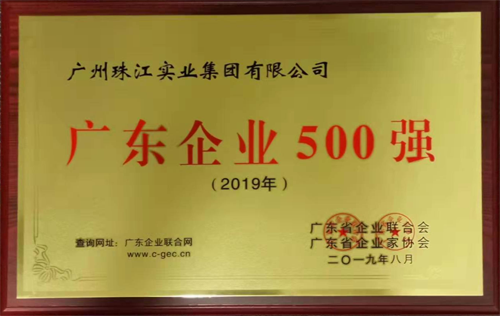 广州珠江实业集团有限公司
广东企业500强
（2019年）
查询网址：广东企业联合网
www.c-gec.cn
广东省企业联合会
广东省企业家协会
二〇一九年八月